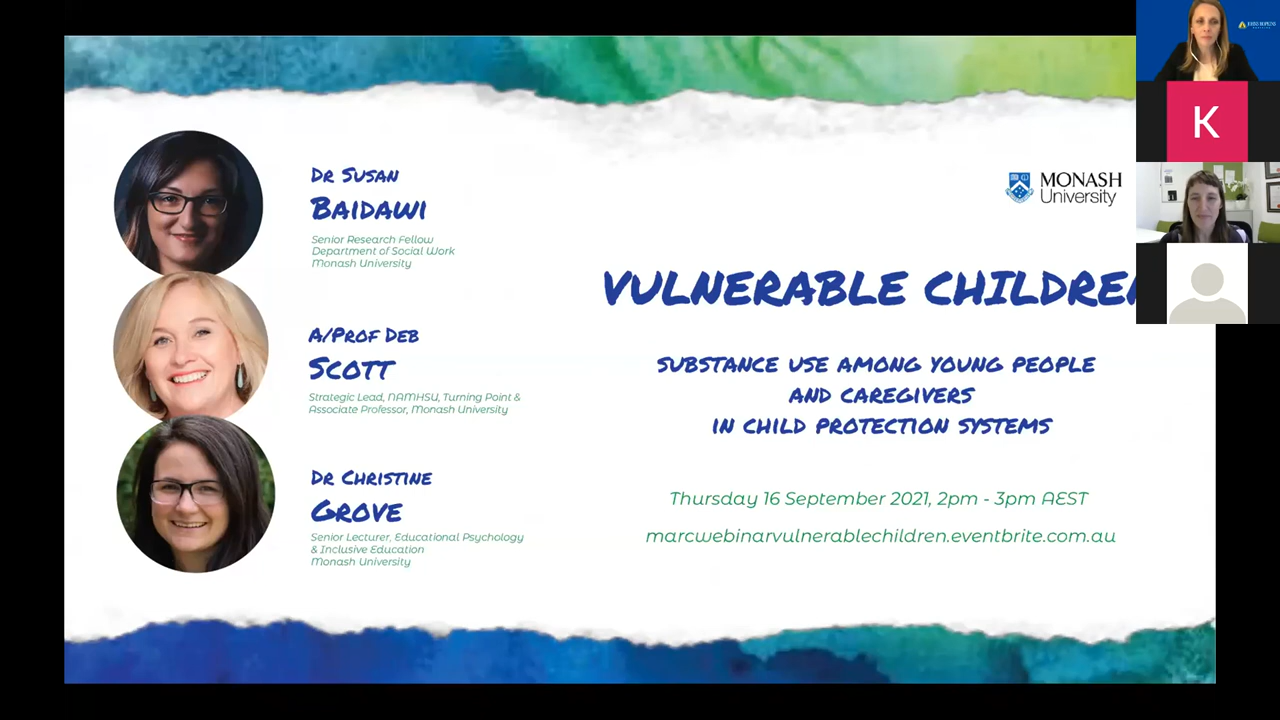 Dr Susan
Baidawi
Senior Research Fellow
Department of Social Work
Monash University
A/Prof Deb
Scott
Strategic Lead, NAMHSU, Turning Point &
Associate Professor, Monash University
Dr Christine
Grove
Senior Lecturer, Educational Psychology
& Inclusive Education
Monash University
MONASH
University
VULNERABLE CHILDREN
SUBSTANCE USE AMONG YOUNG PEOPLE
AND CAREGIVERS
IN CHILD PROTECTION SYSTEMS
Thursday 16 September 2021, 2pm - 3pm AEST
marcwebinarvulnerablechildren.eventbrite.com.au
JOHNS HOPKINS
K